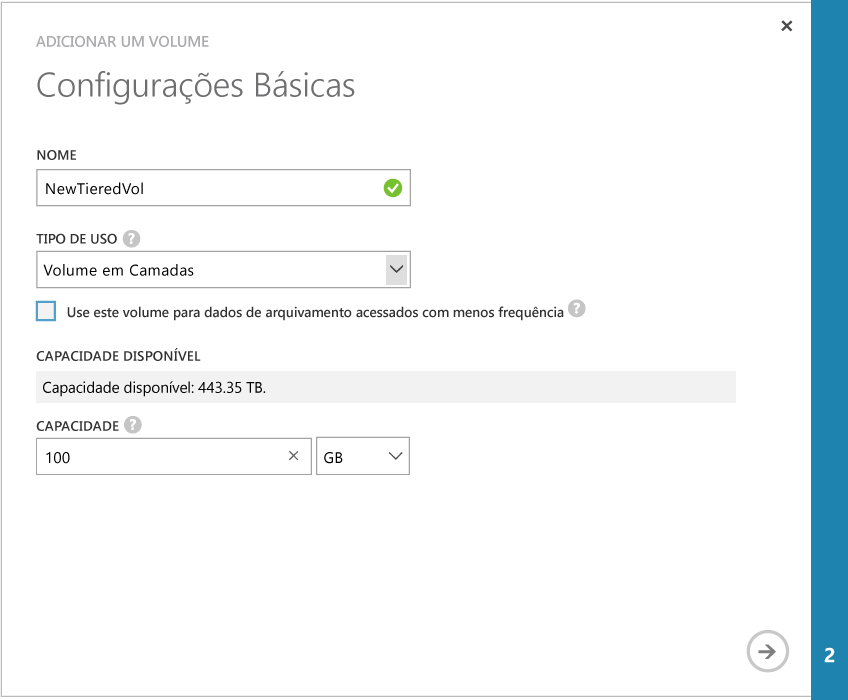 ADICIONAR UM VOLUME
Configurações Básicas
NOME
NewTieredVol
TIPO DE USO ?
Volume em Camadas
Use este volume para dados de arquivamento acessados com menos frequência ?
CAPACIDADE DISPONÍVEL
Capacidade disponível: 443.35 TB.
CAPACIDADE ?
100 GB
2